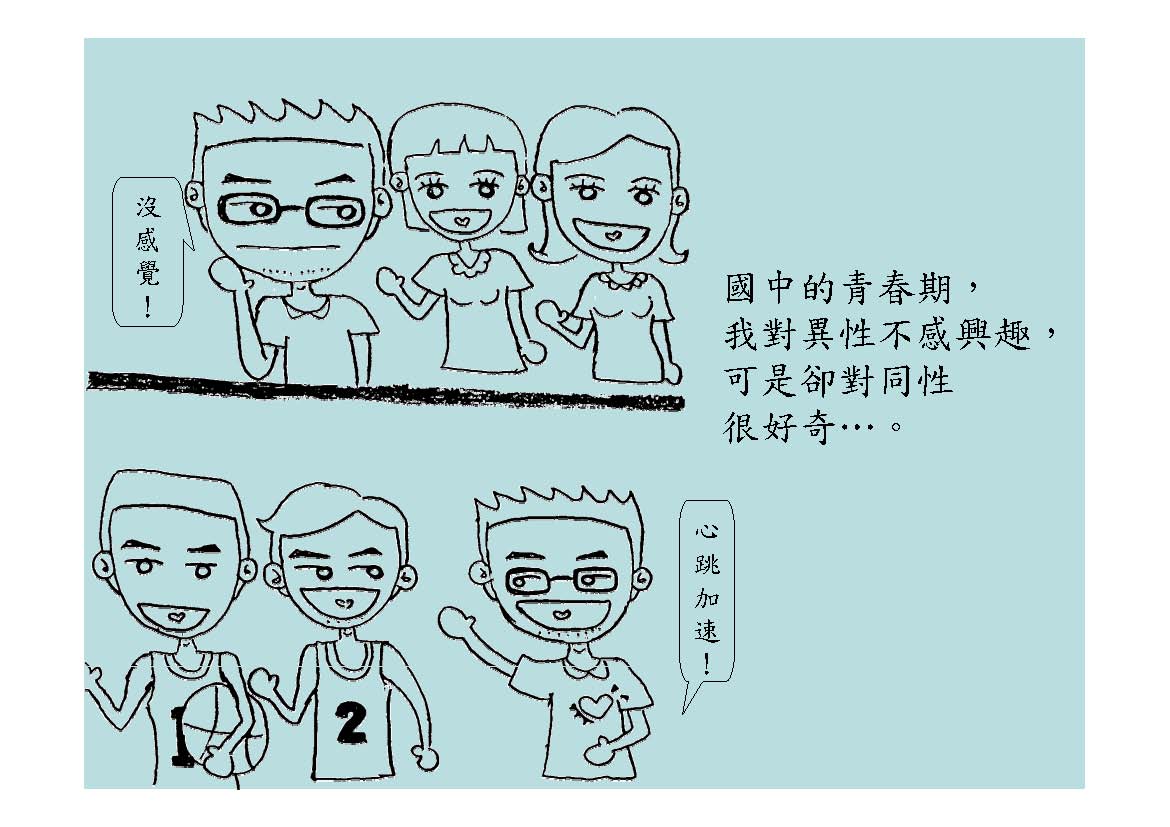 沒感覺！
國中的青春期，
我對異性不感興趣，
可是卻對同性
很好奇…。
心跳加速！
1
2